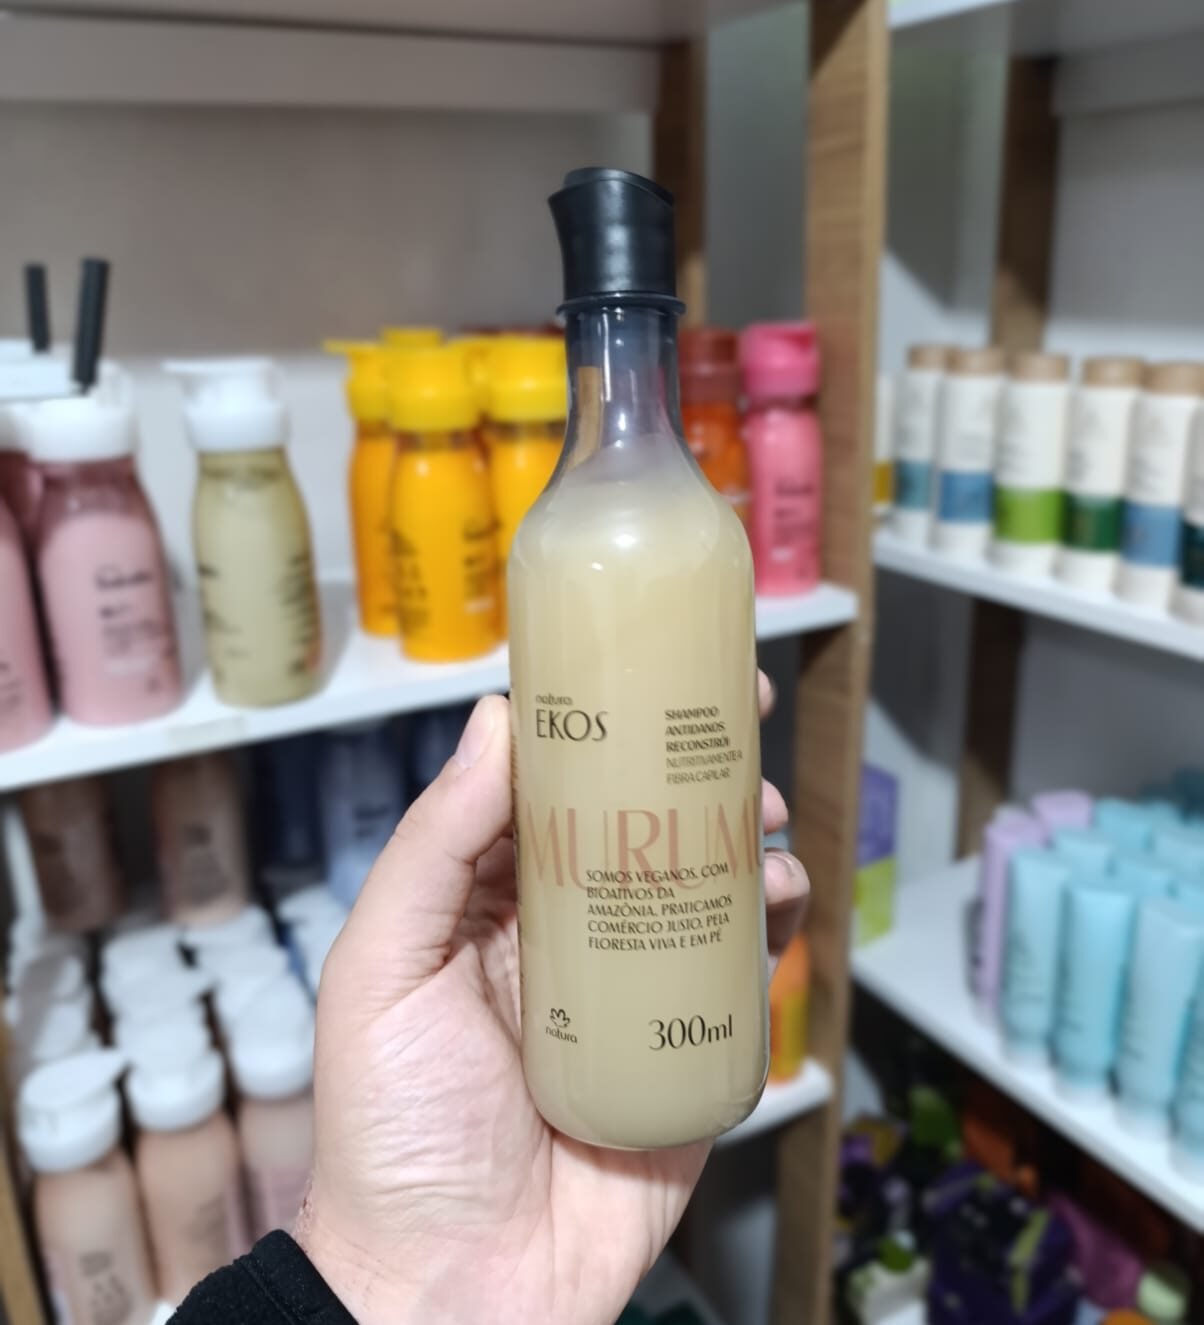 natura
EKOS
SHAMPOO
ANTIDANOS
RECONSTRÓI
NUTRITIVAMENTE A
FIBRA CAPILAR
MURUMU
SOMOS VEGANOS, COM
BIOATIVOS DA
AMAZÔNIA, PRATICAMOS
COMÉRCIO JUSTO, PELA
FLORESTA VIVA E EM PÉ
natura
300ml